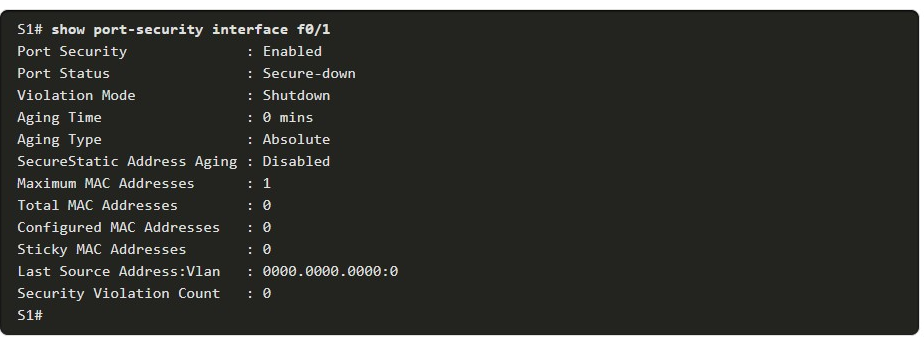 S1# show port-security interface f0/1
Port Security              : Enabled
Port Status                : Secure-down
Violation Mode             : Shutdown
Aging Time                 : 0 mins
Aging Type                 : Absolute
SecureStatic Address Aging : Disabled
Maximum MAC Addresses      : 1
Total MAC Addresses        : 0
Configured MAC Addresses   : 0
Sticky MAC Addresses       : 0
Last Source Address:Vlan   : 0000.0000.0000:0
Security Violation Count   : 0
S1#